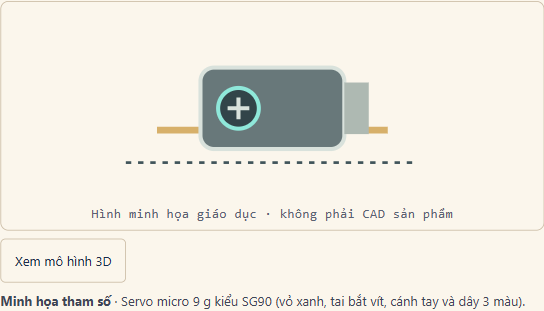 Hình minh họa giáo dục · không phải CAD sản phẩm
Xem mô hình 3D
Minh họa tham số · Servo micro 9 g kiểu SG90 (vỏ xanh, tai bắt vít, cánh tay và dây 3 màu).